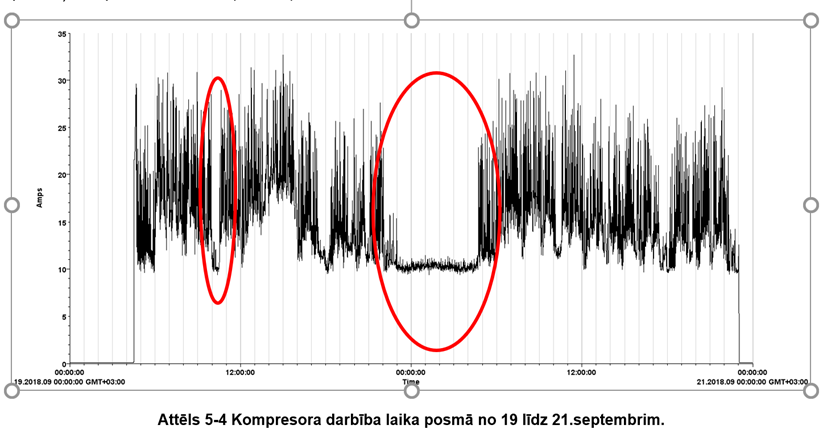 35
30
25
20
15
10
5
0
Amps
00:00:00 12:00:00 00:00:00 12:00:00 00:00:00
19.2018.09 00:00:00 GMT+03:00 Time 21.2018.09 00:00:00 GMT+03:00
Attēls 5-4 Kompresora darbība laika posmā no 19 līdz 21.septembrim.